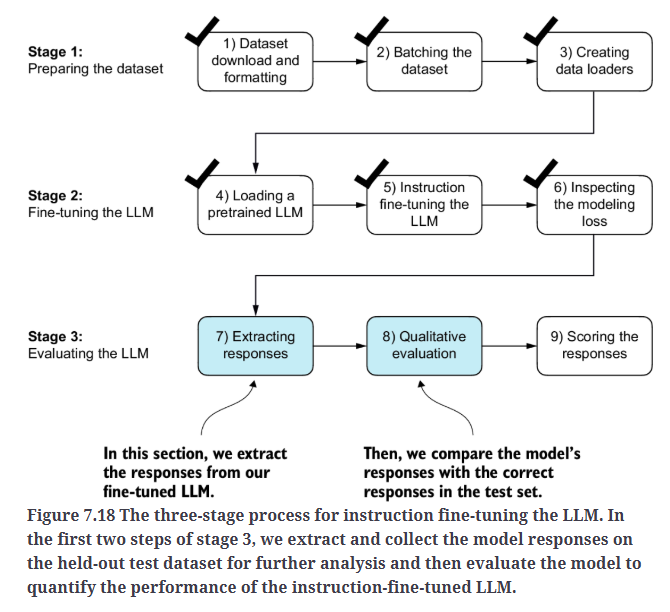 Stage 1:
Preparing the dataset
1) Dataset
download and
formatting
2) Batching the
dataset
3) Creating
data loaders
Stage 2:
Fine-tuning the LLM
4) Loading a
pretrained LLM
5) Instruction
fine-tuning the
LLM
6) Inspecting
the modeling
loss
Stage 3:
Evaluating the LLM
7) Extracting
responses
8) Qualitative
evaluation
9) Scoring the
responses
In this section, we extract
the responses from our
fine-tuned LLM.
Then, we compare the model's
responses with the correct
responses in the test set.
Figure 7.18 The three-stage process for instruction fine-tuning the LLM. In
the first two steps of stage 3, we extract and collect the model responses on
the held-out test dataset for further analysis and then evaluate the model to
quantify the performance of the instruction-fine-tuned LLM.